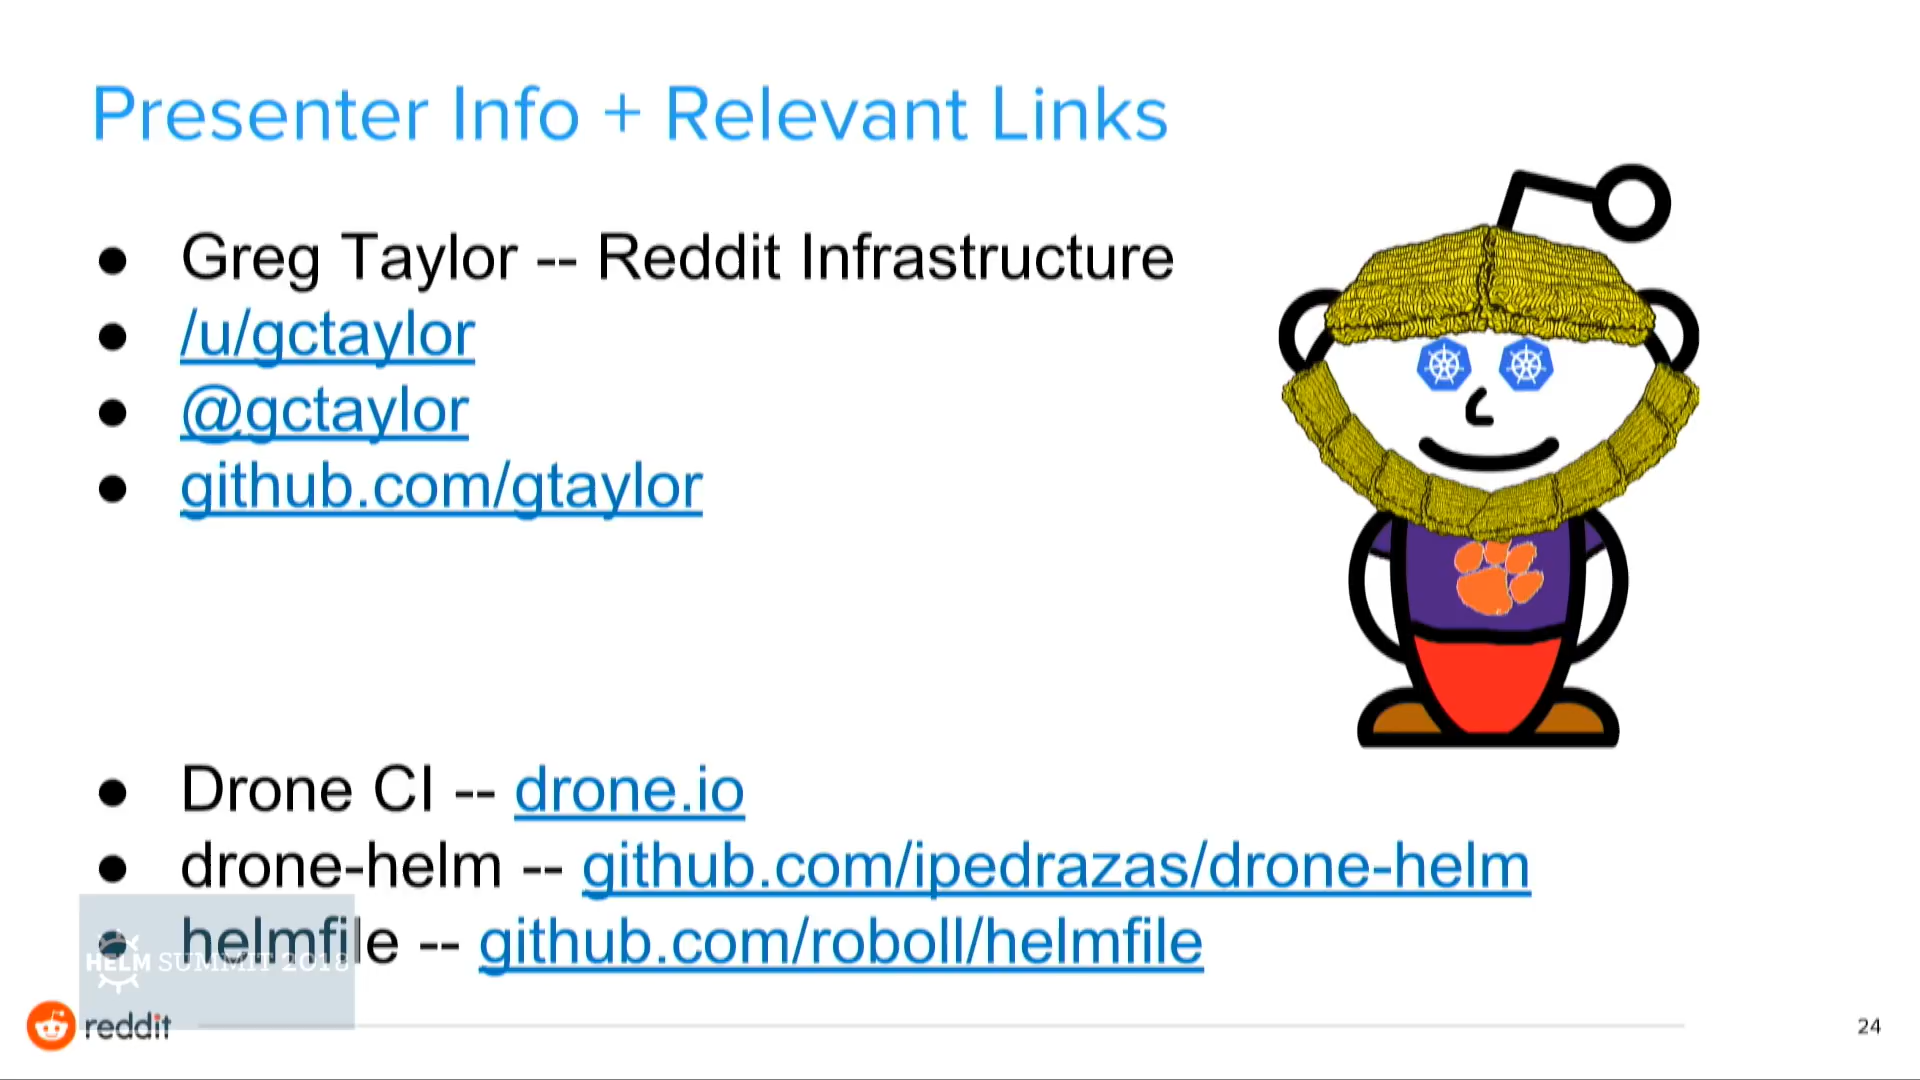 Presenter Info + Relevant Links
● Greg Taylor -- Reddit Infrastructure
● /u/gctaylor
● @gctaylor
● github.com/gtaylor
● Drone CI -- drone.io
● drone-helm -- github.com/ipedrazas/drone-helm
● helmfile -- github.com/roboll/helmfile
HELM SUMMIT 2018
reddit
24